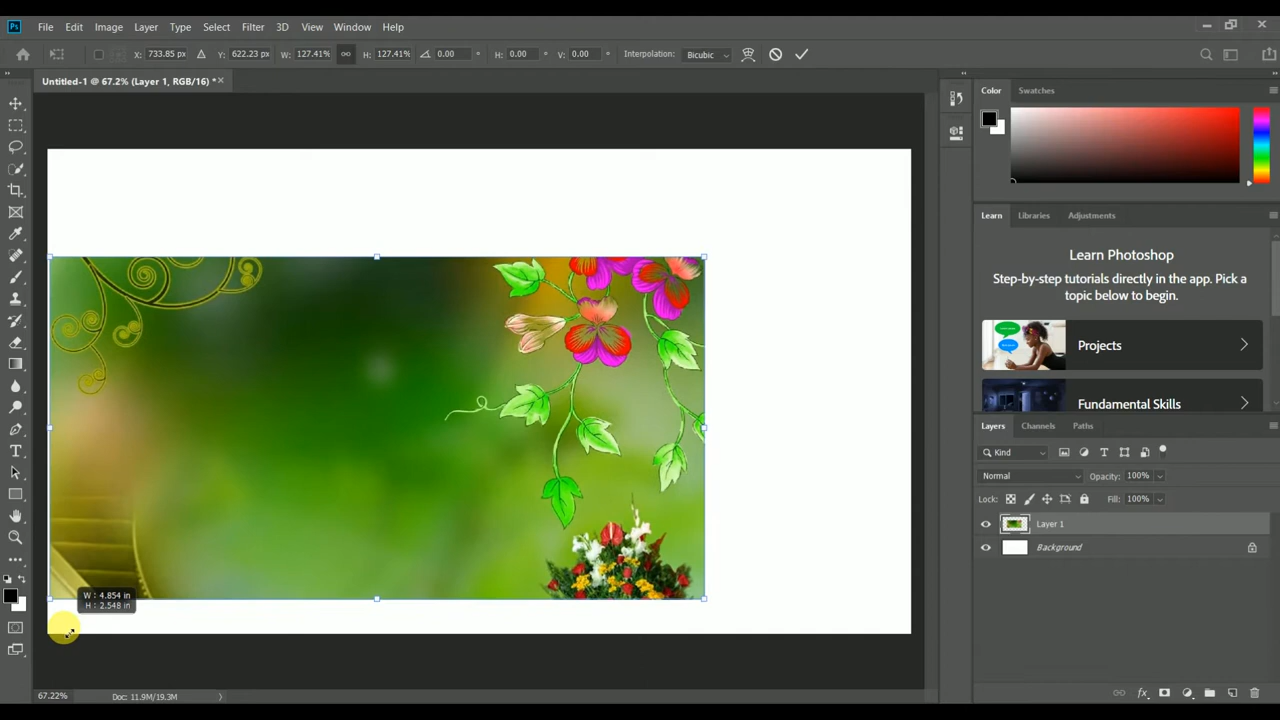 Ps File Edit Image Layer Type Select Filter 3D View Window Help
X: 733.85 px Y: 622.23 px W: 127.41% H: 127.41% 0.00 ° H: 0.00 ° V: 0.00 ° Interpolation: Bicubic
Untitled-1 @ 67.2% (Layer 1, RGB/16) *
Color Swatches
Learn Libraries Adjustments
Learn Photoshop
Step-by-step tutorials directly in the app. Pick a
topic below to begin.
Projects
Fundamental Skills
Layers Channels Paths
Kind
Normal Opacity: 100%
Lock: Fill: 100%
Layer 1
Background
W: 4.854 in
H: 2.548 in
67.22% Doc: 11.9M/19.3M